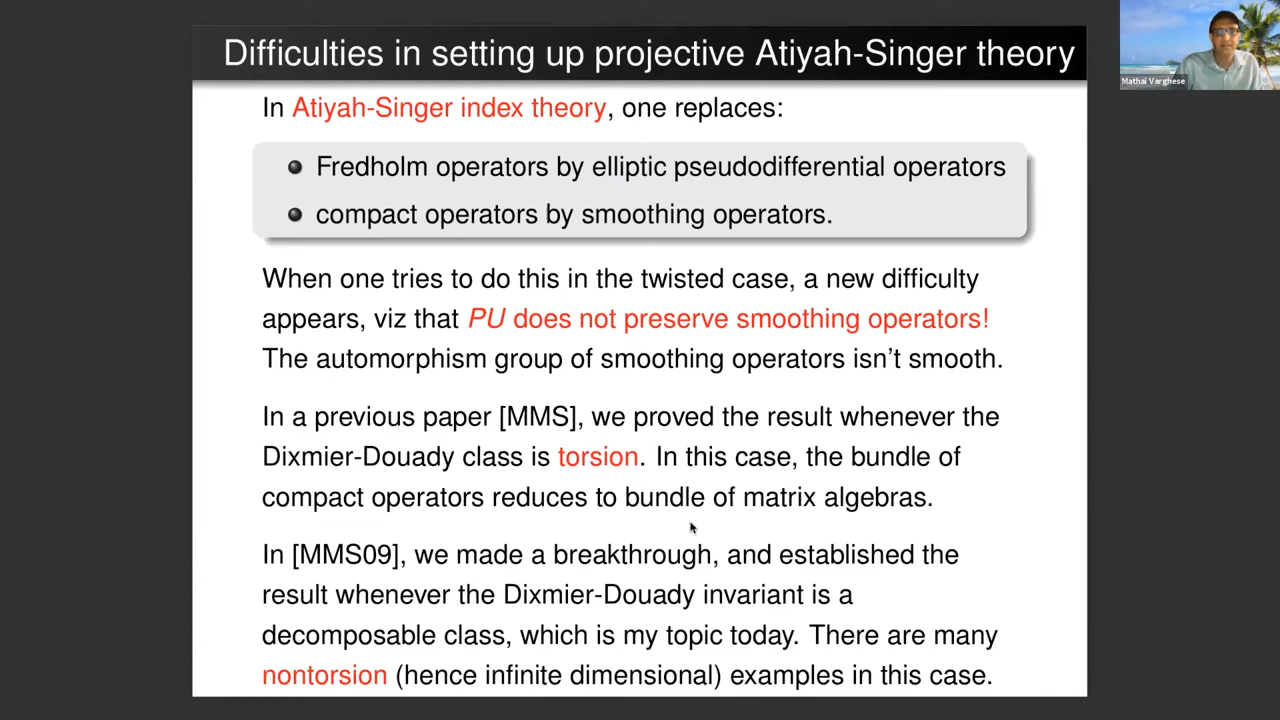 Difficulties in setting up projective Atiyah-Singer theory
Mathai Varghese
In Atiyah-Singer index theory, one replaces:
Fredholm operators by elliptic pseudodifferential operators
compact operators by smoothing operators.
When one tries to do this in the twisted case, a new difficulty
appears, viz that PU does not preserve smoothing operators!
The automorphism group of smoothing operators isn't smooth.
In a previous paper [MMS], we proved the result whenever the
Dixmier-Douady class is torsion. In this case, the bundle of
compact operators reduces to bundle of matrix algebras.
In [MMS09], we made a breakthrough, and established the
result whenever the Dixmier-Douady invariant is a
decomposable class, which is my topic today. There are many
nontorsion (hence infinite dimensional) examples in this case.